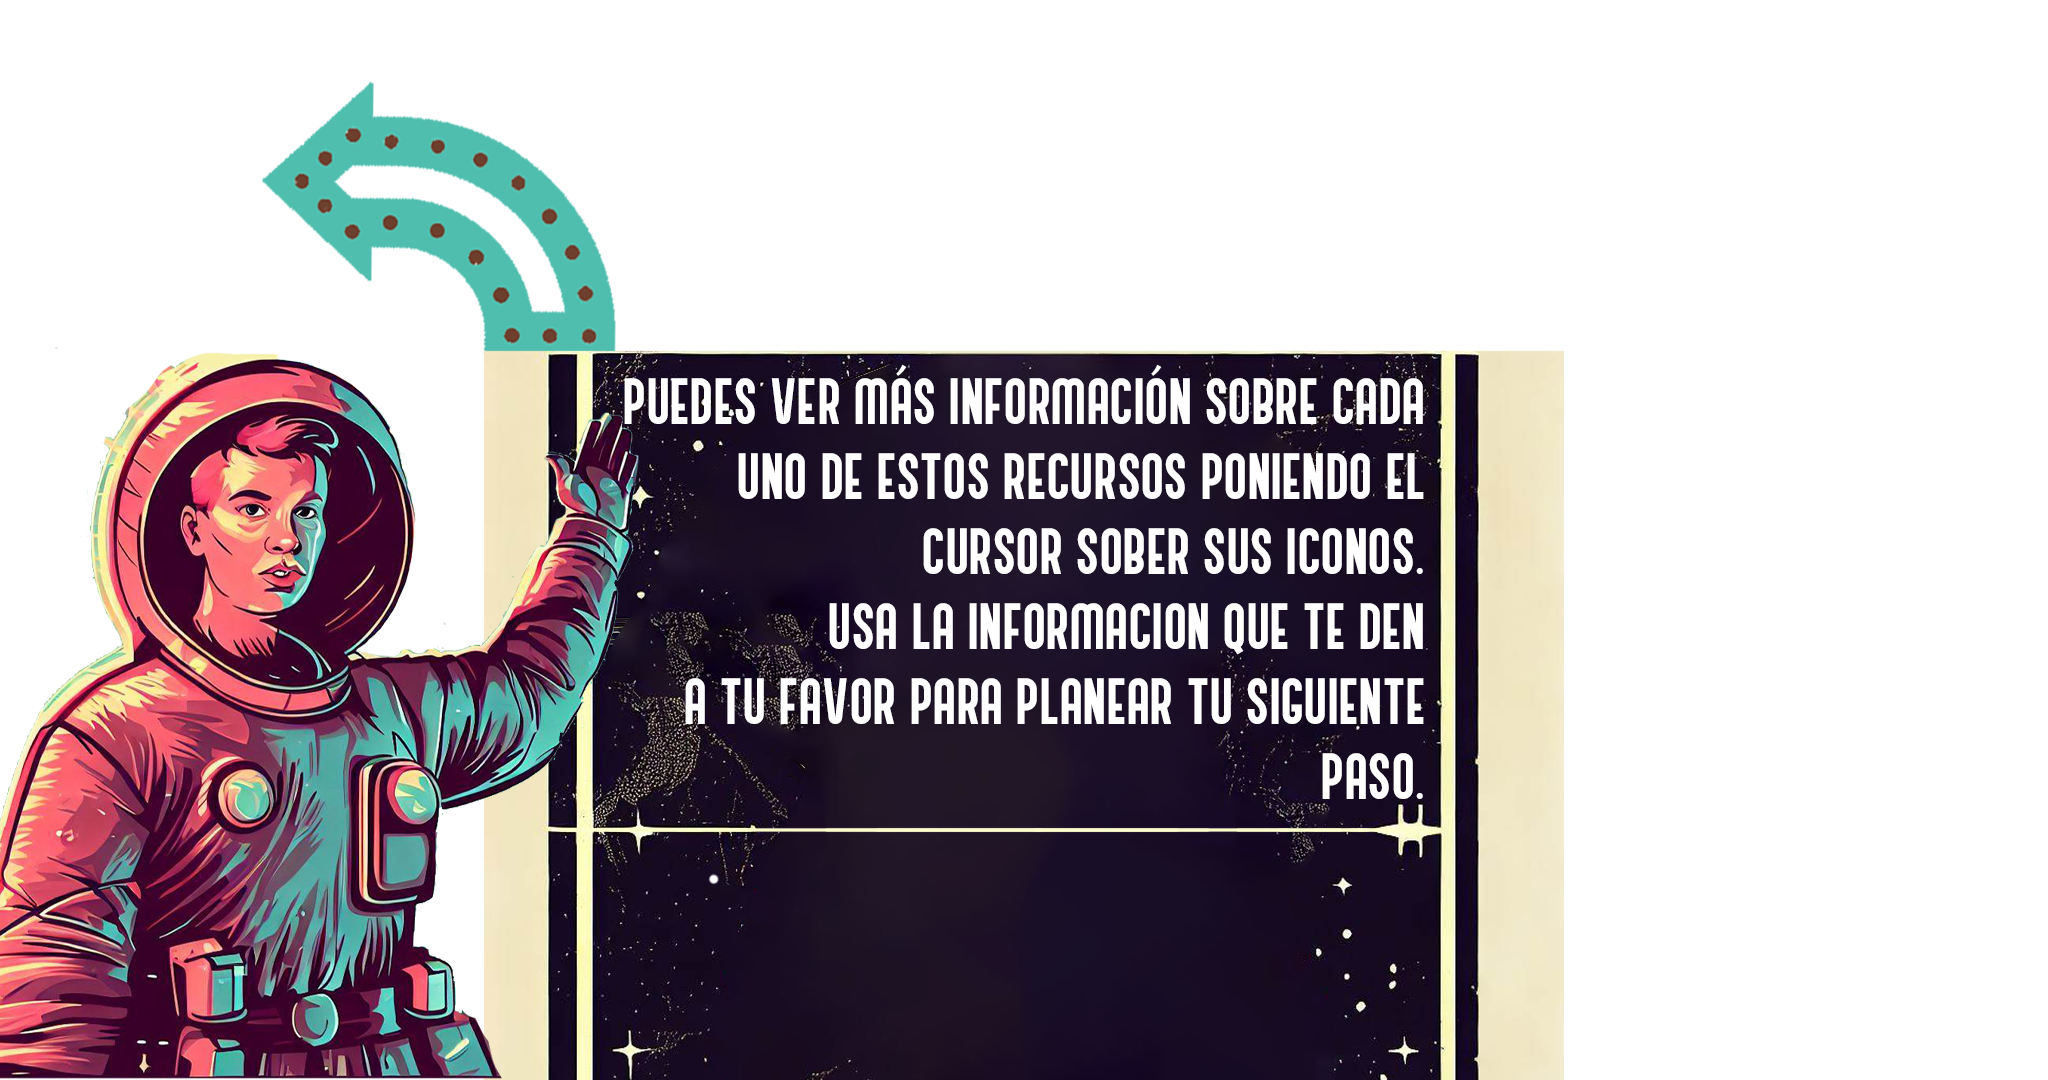 PUEDES VER MÁS INFORMACIÓN SOBRE CADA
UNO DE ESTOS RECURSOS PONIENDO EL
CURSOR SOBER SUS ICONOS.
USA LA INFORMACION QUE TE DEN
A TU FAVOR PARA PLANEAR TU SIGUIENTE
PASO.